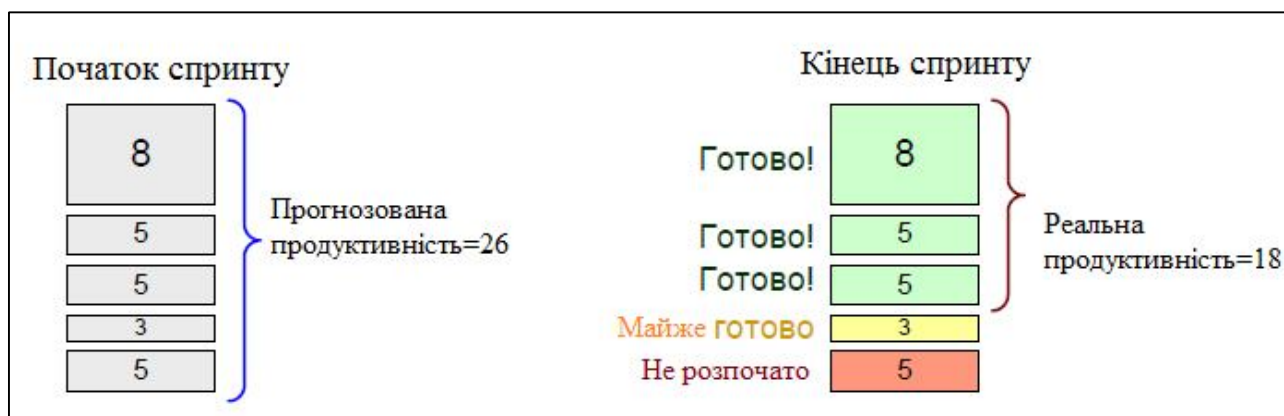 Початок спринту
8
5
5
3
5
Прогнозована
продуктивність=26
Кінець спринту
Готово! 8
Готово! 5
Готово! 5
Майже готово 3
Не розпочато 5
Реальна
продуктивність=18